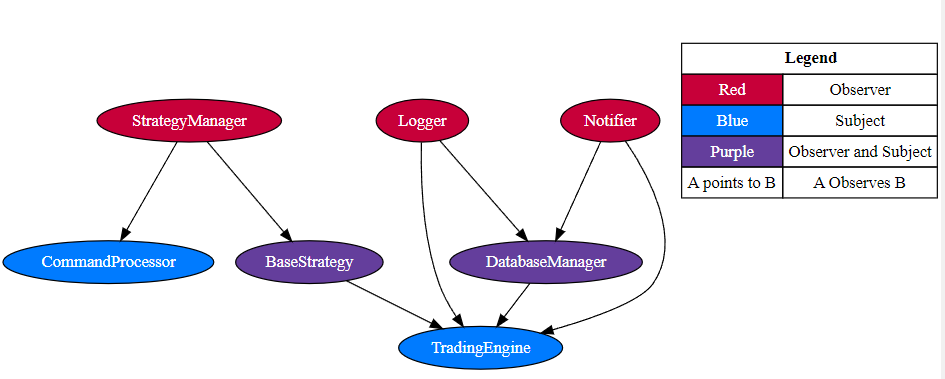 Legend
Red Observer
Blue Subject
Purple Observer and Subject
A points to B A Observes B
StrategyManager Logger Notifier
CommandProcessor BaseStrategy DatabaseManager
TradingEngine